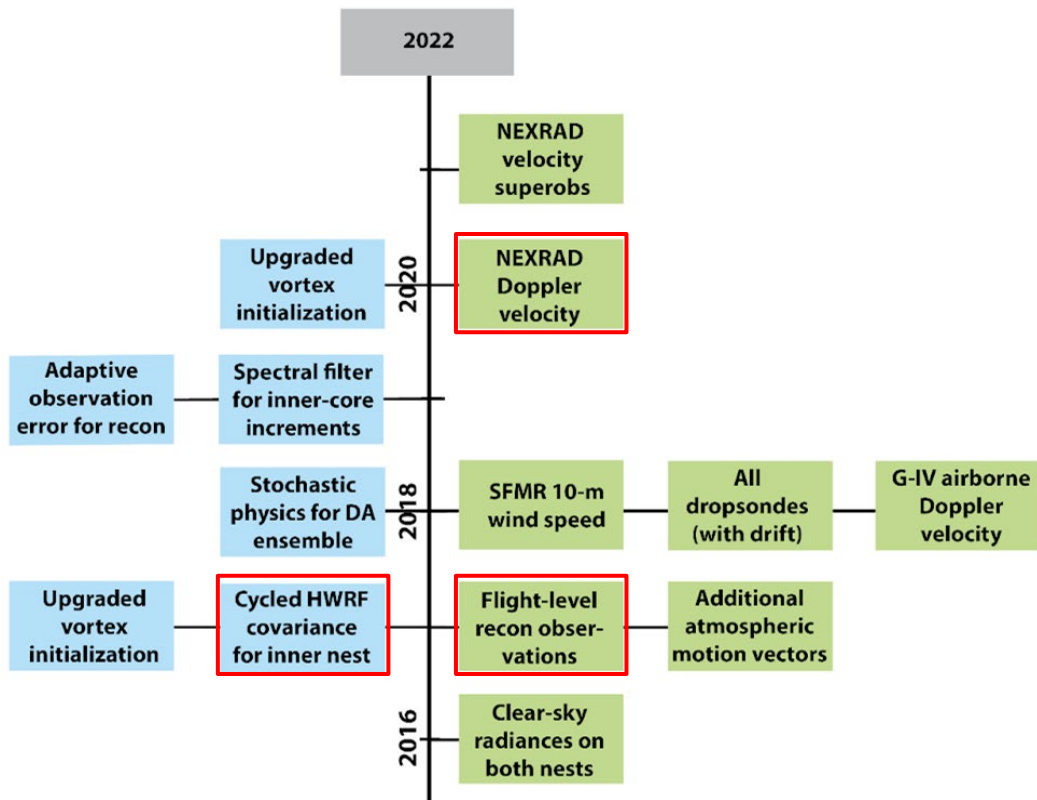 2022
NEXRAD
velocity
superobs
Upgraded
vortex
initialization
2020
NEXRAD
Doppler
velocity
Adaptive
observation
error for recon
Spectral filter
for inner-core
increments
Stochastic
physics for DA
ensemble
2018
SFMR 10-m
wind speed
All
dropsondes
(with drift)
G-IV airborne
Doppler
velocity
Upgraded
vortex
initialization
Cycled HWRF
covariance
for inner nest
Flight-level
recon obser-
vations
Additional
atmospheric
motion vectors
2016
Clear-sky
radiances on
both nests